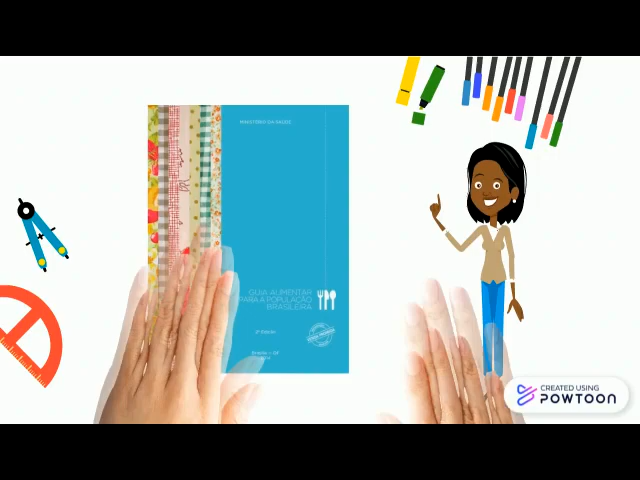 MINISTÉRIO DA SAÚDE
GUIA ALIMENTAR
PARA A POPULAÇÃO
BRASILEIRA
2ª Edição
Brasília – DF
CREATED USING
POWTOON